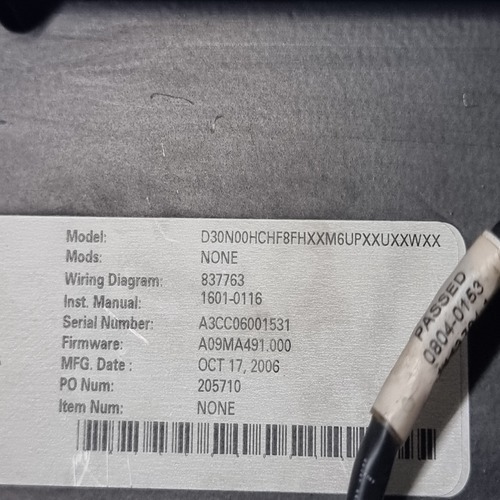 Model: D30N00HCHF8FHXXM6UPXXUXXWXX
Mods: NONE
Wiring Diagram: 837763
Inst. Manual: 1601-0116
Serial Number: A3CC06001531
Firmware: A09MA491.000
MFG. Date : OCT 17, 2006
PO Num: 205710
Item Num: NONE
PASSED
0804-0153